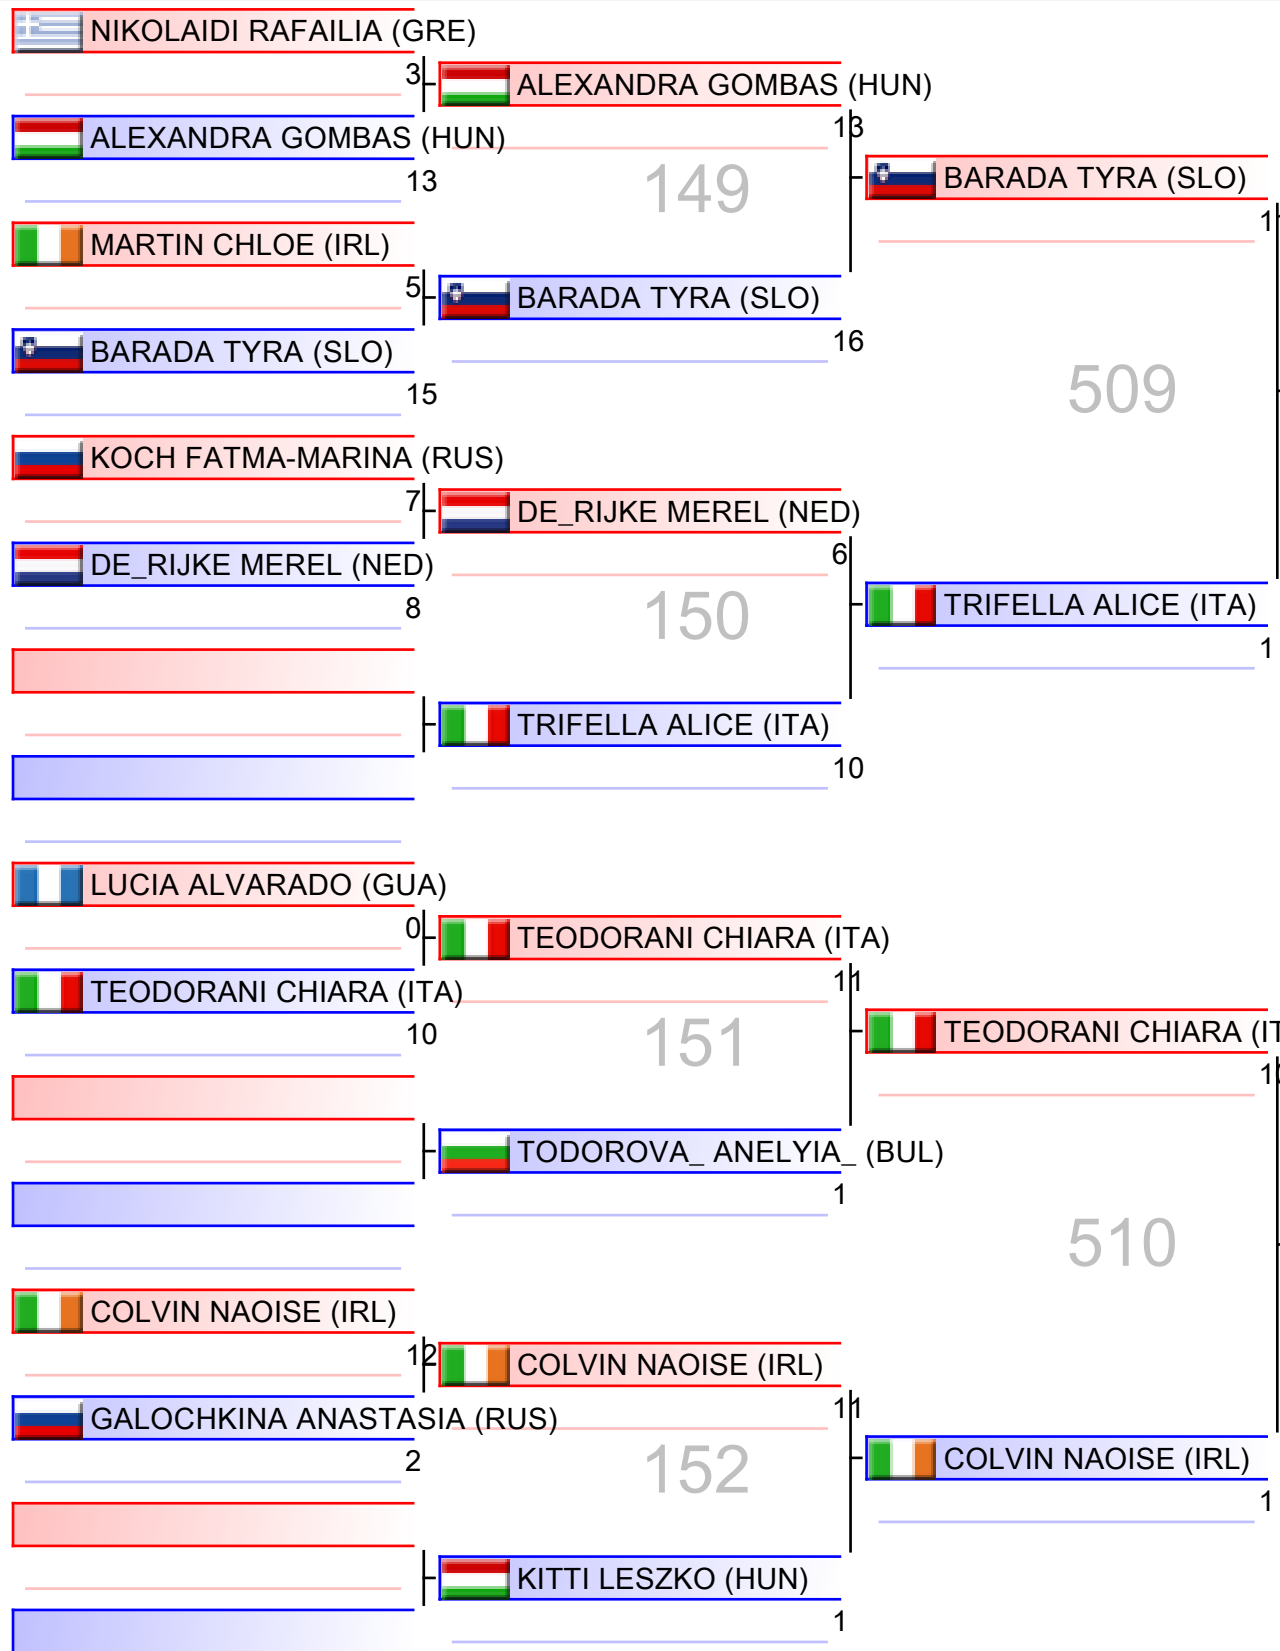 NIKOLAIDI RAFAILIA (GRE)
3
ALEXANDRA GOMBAS (HUN)
ALEXANDRA GOMBAS (HUN)
13
13
149
BARADA TYRA (SLO)
MARTIN CHLOE (IRL)
5
BARADA TYRA (SLO)
BARADA TYRA (SLO)
16
15
509
KOCH FATMA-MARINA (RUS)
7
DE_RIJKE MEREL (NED)
DE_RIJKE MEREL (NED)
6
8
150
TRIFELLA ALICE (ITA)
1
TRIFELLA ALICE (ITA)
10
LUCIA ALVARADO (GUA)
0
TEODORANI CHIARA (ITA)
TEODORANI CHIARA (ITA)
11
10
151
TEODORANI CHIARA (IT
TODOROVA_ ANELYIA_ (BUL)
1
510
COLVIN NAOISE (IRL)
12
COLVIN NAOISE (IRL)
GALOCHKINA ANASTASIA (RUS)
11
2
152
COLVIN NAOISE (IRL)
1
KITTI LESZKO (HUN)
1